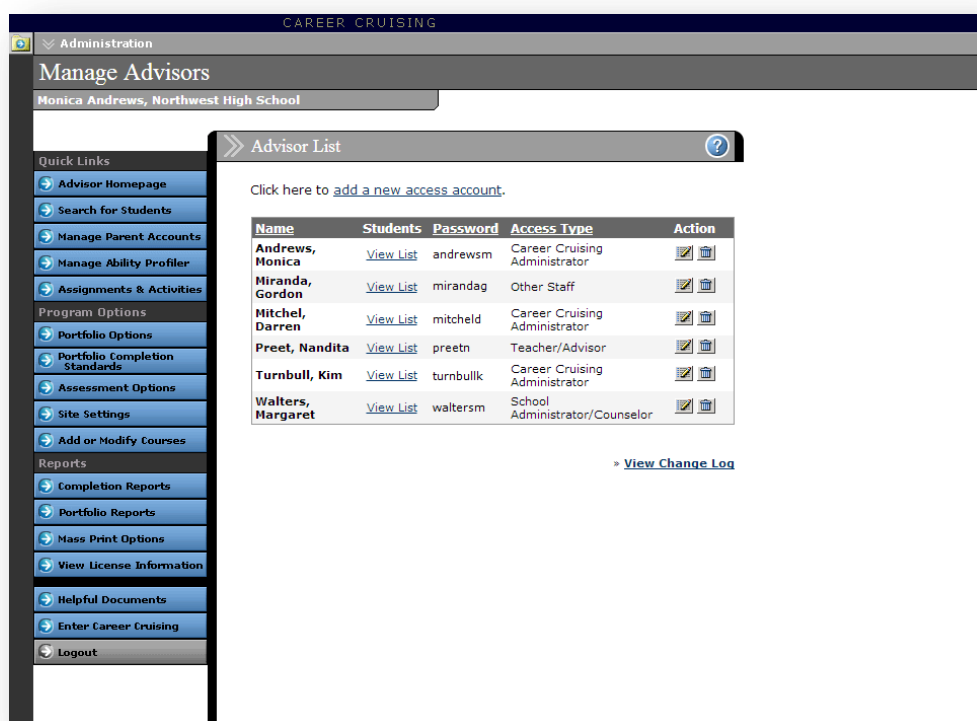 CAREER CRUISING
Administration
Manage Advisors
Monica Andrews, Northwest High School
Advisor List
?
Quick Links
Advisor Homepage
Search for Students
Manage Parent Accounts
Manage Ability Profiler
Assignments & Activities
Program Options
Portfolio Options
Portfolio Completion
Standards
Assessment Options
Site Settings
Add or Modify Courses
Reports
Completion Reports
Portfolio Reports
Mass Print Options
View License Information
Helpful Documents
Enter Career Cruising
Logout
Click here to add a new access account.
Name Students Password Access Type Action
Andrews, Monica View List andrewsm Career Cruising Administrator
Miranda, Gordon View List mirandag Other Staff
Mitchel, Darren View List mitcheld Career Cruising Administrator
Preet, Nandita View List preetn Teacher/Advisor
Turnbull, Kim View List turnbullk Career Cruising Administrator
Walters, Margaret View List waltersm School Administrator/Counselor
» View Change Log